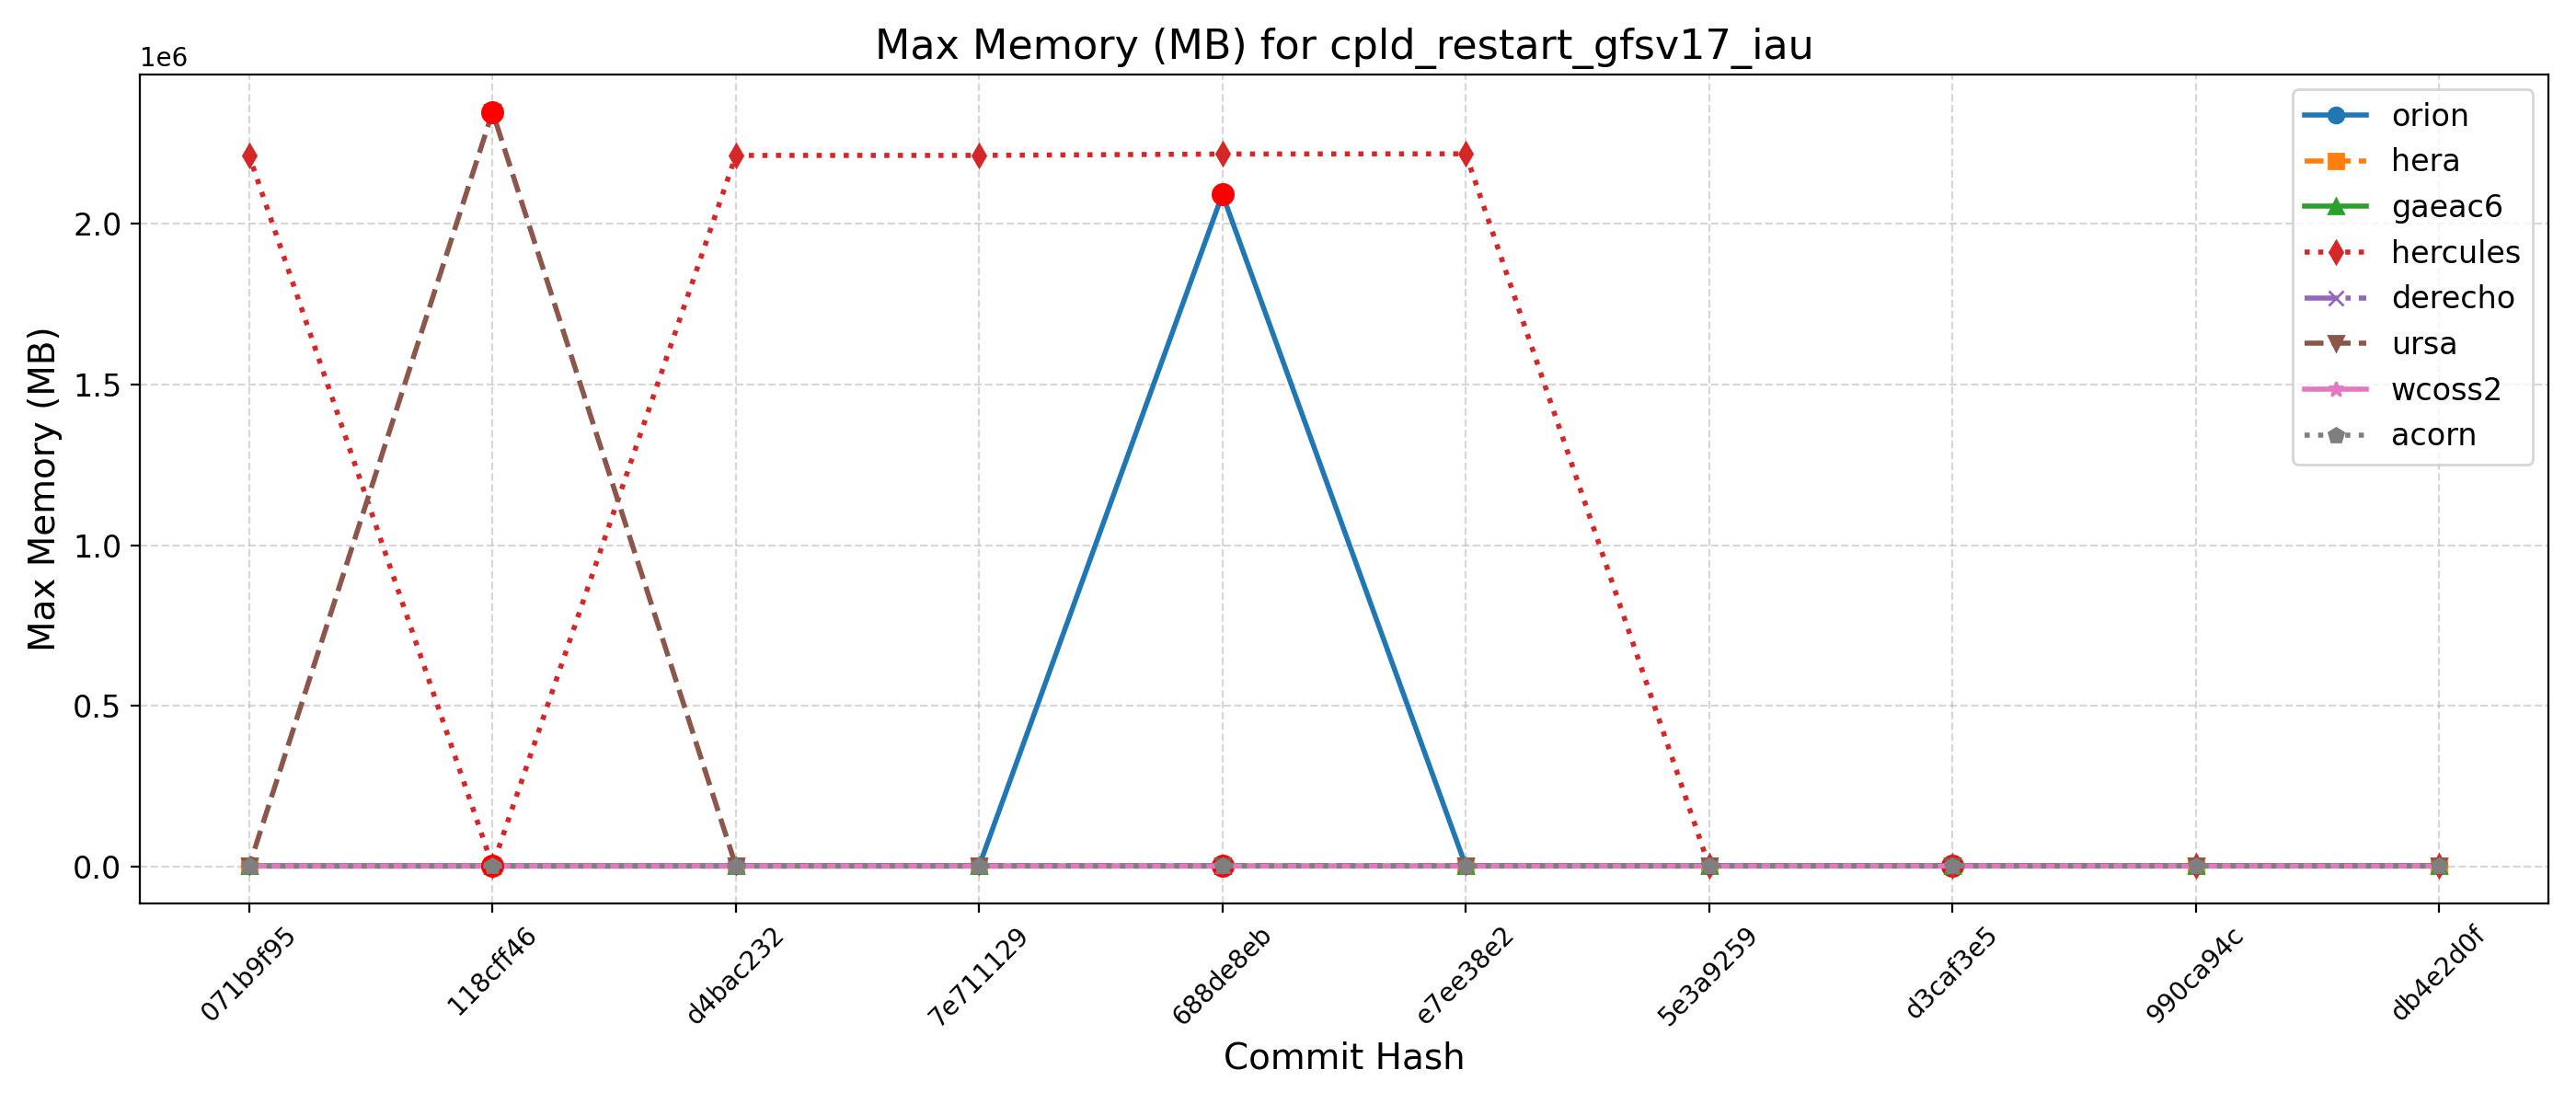 Max Memory (MB) for cpld_restart_gfsv17_iau
1e6
2.0
1.5
1.0
0.5
0.0
Max Memory (MB)
orion
hera
gaeac6
hercules
derecho
ursa
wcoss2
acorn
071b9f95
118cff46
d4bac232
7e711129
688de8eb
e7ee38e2
5e3a9259
d3caf3e5
990ca94c
db4e2d0f
Commit Hash